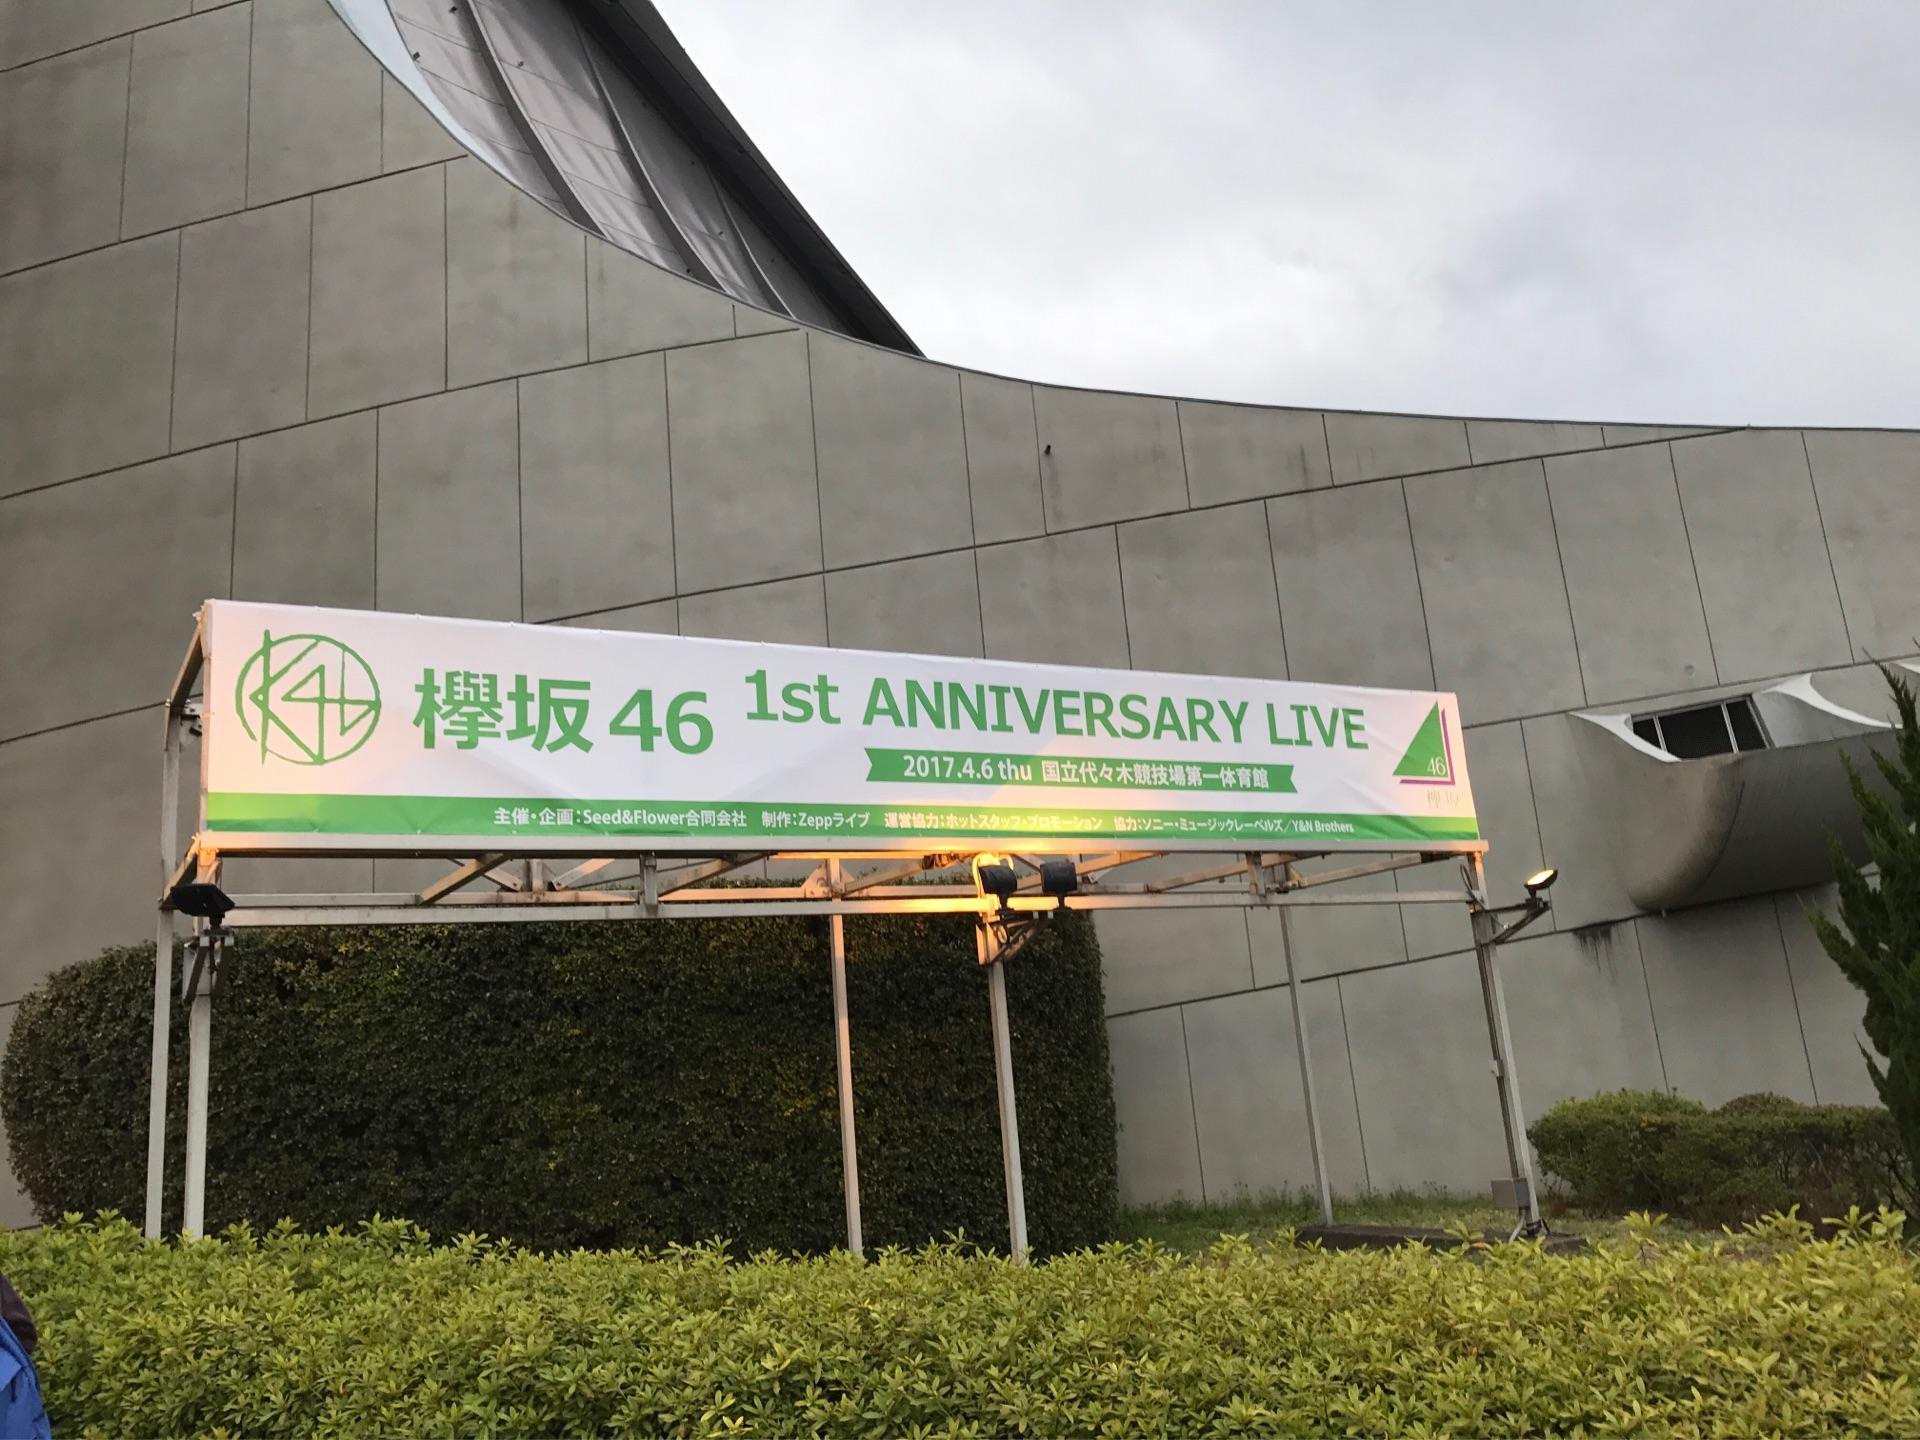 K46
欅坂46 1st ANNIVERSARY LIVE
2017.4.6 thu 国立代々木競技場第一体育館
46
欅坂
主催・企画：Seed&Flower合同会社 制作：Zeppライブ 運営協力：ホットスタッフ・プロモーション 協力：ソニー・ミュージックレーベルズ／Y&N Brothers